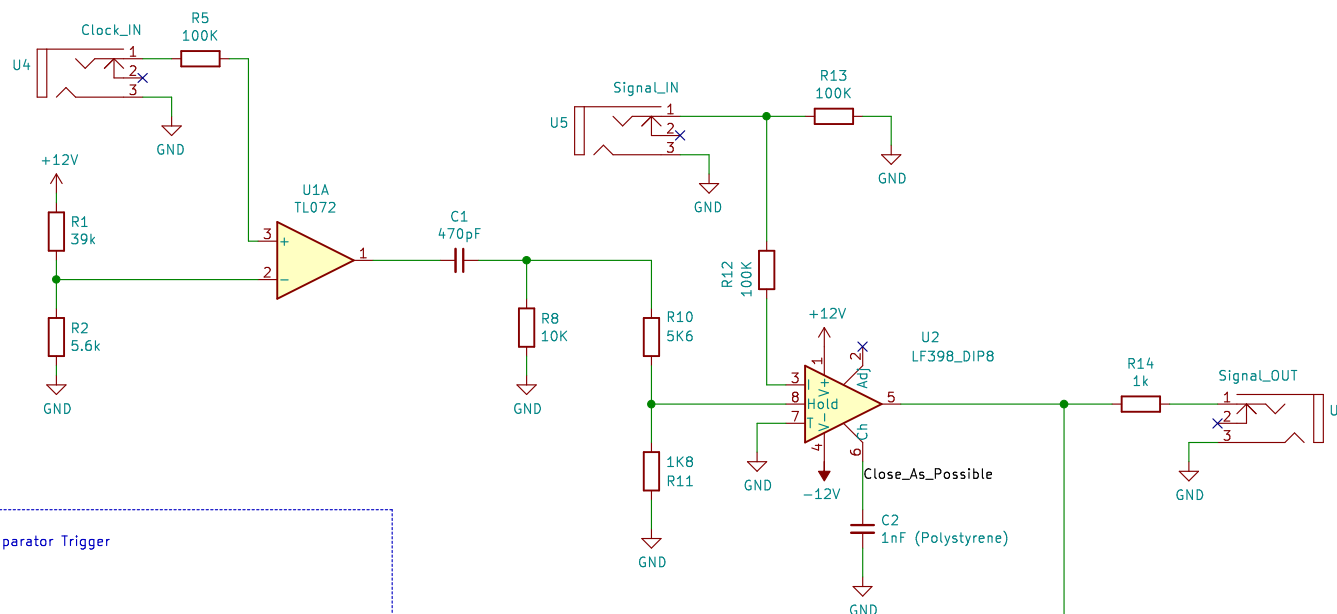 Clock_IN
U4
1
2
3
R5
100K
GND
+12V
R1
39k
R2
5.6k
GND
U1A
TL072
3
+
2
-
1
C1
470pF
R8
10K
GND
R10
5K6
1K8
R11
GND
Signal_IN
U5
1
2
3
GND
R13
100K
GND
R12
100K
+12V
U2
LF398_DIP8
1
V+
2
Adj
3
I
8
Hold
7
T
4
V-
5
Ch
6
GND
-12V
Close_As_Possible
C2
1nF (Polystyrene)
GND
R14
1k
Signal_OUT
1
2
3
U
GND
parator Trigger